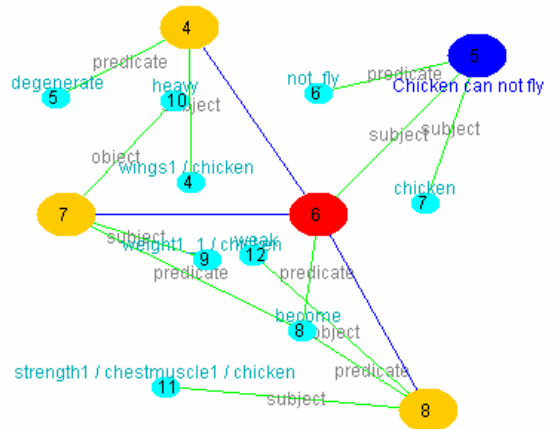 4
predicate
degenerate
5
heavy
10
object
not_fly
6
predicate
5
Chicken can not fly
subject
subject
object
wings1 / chicken
4
chicken
7
7
6
subject
weight1_1 / chicken
9
weak
12
predicate
predicate
become
8
object
strength1 / chestmuscle1 / chicken
11
predicate
subject
8